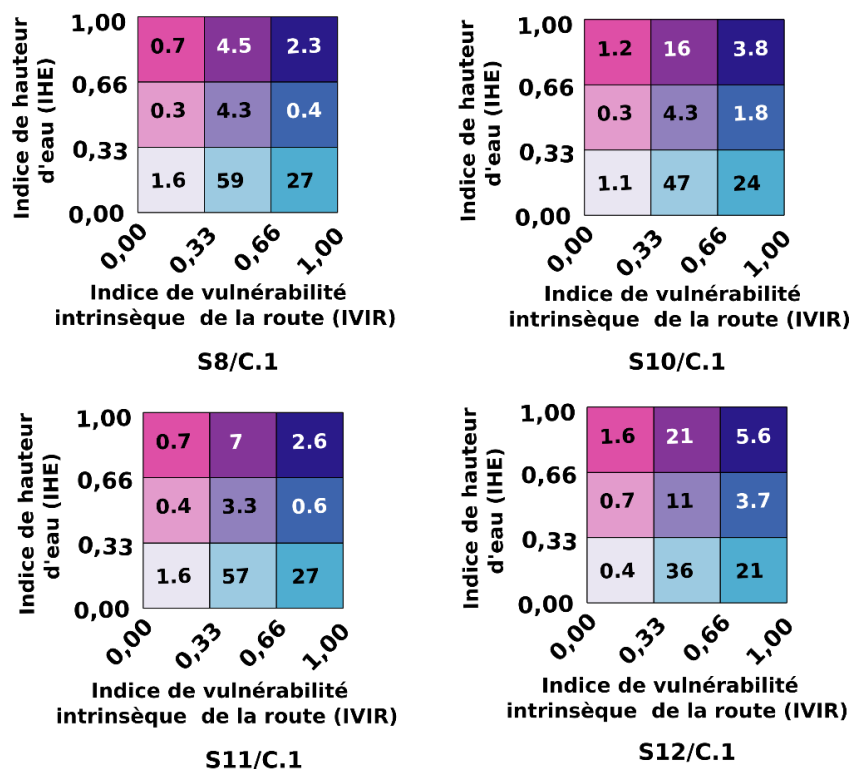 Indice de hauteur
d'eau (IHE)
1,00
0,66
0,33
0,00
0.7 4.5 2.3
0.3 4.3 0.4
1.6 59 27
0,00 0,33 0,66 1,00
Indice de vulnérabilité
intrinsèque de la route (IVIR)
S8/C.1
Indice de hauteur
d'eau (IHE)
1,00
0,66
0,33
0,00
1.2 16 3.8
0.3 4.3 1.8
1.1 47 24
0,00 0,33 0,66 1,00
Indice de vulnérabilité
intrinsèque de la route (IVIR)
S10/C.1
Indice de hauteur
d'eau (IHE)
1,00
0,66
0,33
0,00
0.7 7 2.6
0.4 3.3 0.6
1.6 57 27
0,00 0,33 0,66 1,00
Indice de vulnérabilité
intrinsèque de la route (IVIR)
S11/C.1
Indice de hauteur
d'eau (IHE)
1,00
0,66
0,33
0,00
1.6 21 5.6
0.7 11 3.7
0.4 36 21
0,00 0,33 0,66 1,00
Indice de vulnérabilité
intrinsèque de la route (IVIR)
S12/C.1